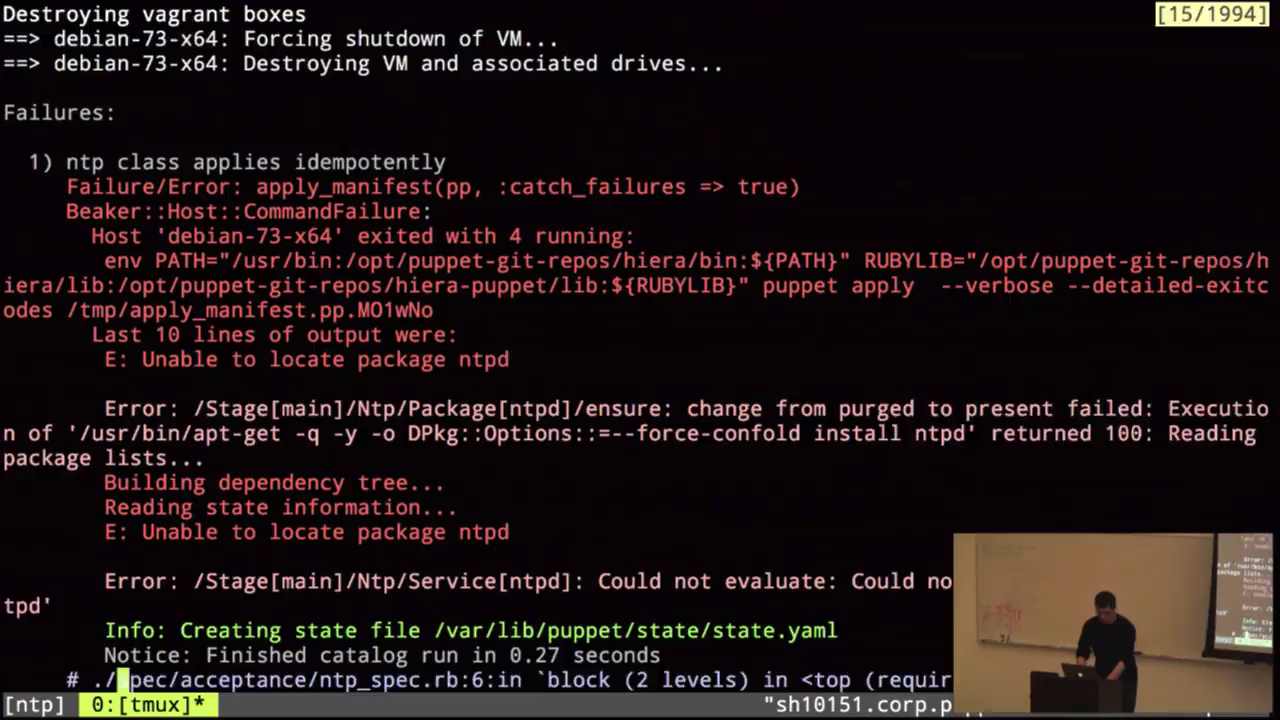 Destroying vagrant boxes
[15/1994]
==> debian-73-x64: Forcing shutdown of VM...
==> debian-73-x64: Destroying VM and associated drives...
Failures:
1) ntp class applies idempotently
Failure/Error: apply_manifest(pp, :catch_failures => true)
Beaker::Host::CommandFailure:
Host 'debian-73-x64' exited with 4 running:
env PATH="/usr/bin:/opt/puppet-git-repos/hiera/bin:${PATH}" RUBYLIB="/opt/puppet-git-repos/h
iera/lib:/opt/puppet-git-repos/hiera-puppet/lib:${RUBYLIB}" puppet apply  --verbose --detailed-exitc
odes /tmp/apply_manifest.pp.MO1wNo
Last 10 lines of output were:
E: Unable to locate package ntpd
Error: /Stage[main]/Ntp/Package[ntpd]/ensure: change from purged to present failed: Executio
n of '/usr/bin/apt-get -q -y -o DPkg::Options::=--force-confold install ntpd' returned 100: Reading
package lists...
Building dependency tree...
Reading state information...
E: Unable to locate package ntpd
Error: /Stage[main]/Ntp/Service[ntpd]: Could not evaluate: Could no
tpd'
Info: Creating state file /var/lib/puppet/state/state.yaml
Notice: Finished catalog run in 0.27 seconds
# ./spec/acceptance/ntp_spec.rb:6:in `block (2 levels) in <top (requir
[ntp] 0:[tmux]* "sh10151.corp.p